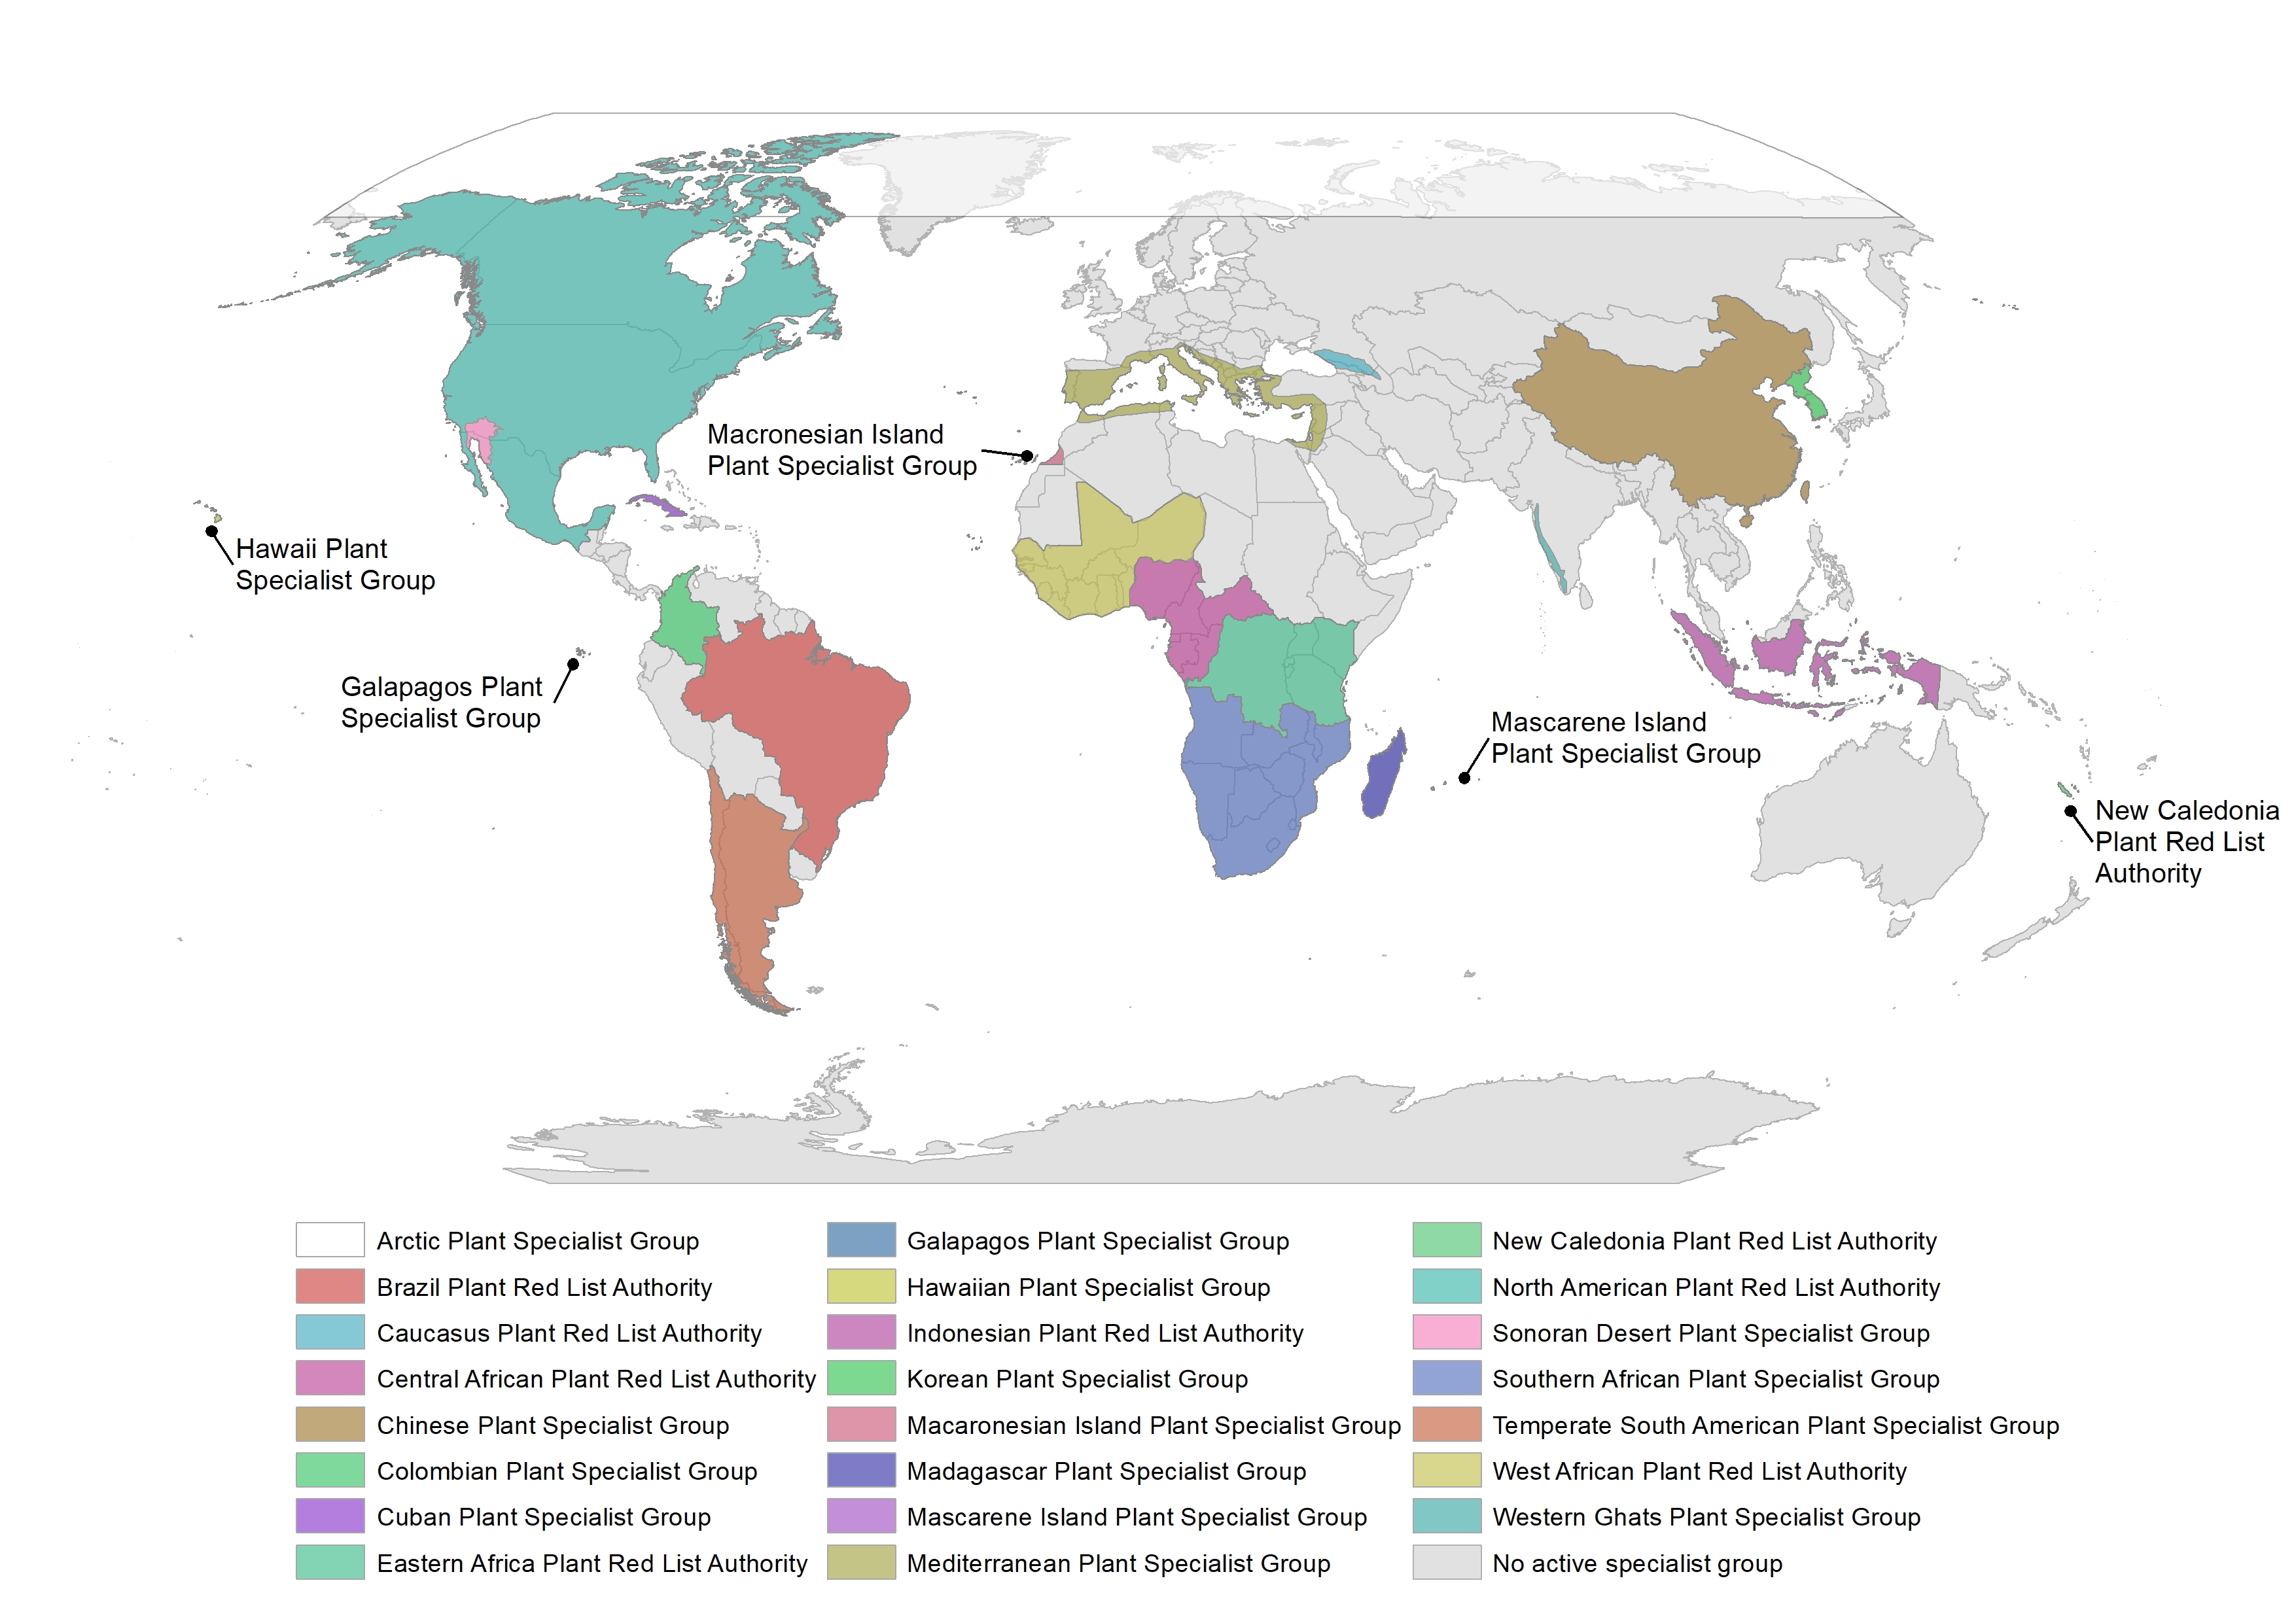 Macronesian Island
Plant Specialist Group
Hawaii Plant
Specialist Group
Galapagos Plant
Specialist Group
Mascarene Island
Plant Specialist Group
New Caledonia
Plant Red List
Authority
Arctic Plant Specialist Group
Brazil Plant Red List Authority
Caucasus Plant Red List Authority
Central African Plant Red List Authority
Chinese Plant Specialist Group
Colombian Plant Specialist Group
Cuban Plant Specialist Group
Eastern Africa Plant Red List Authority
Galapagos Plant Specialist Group
Hawaiian Plant Specialist Group
Indonesian Plant Red List Authority
Korean Plant Specialist Group
Macaronesian Island Plant Specialist Group
Madagascar Plant Specialist Group
Mascarene Island Plant Specialist Group
Mediterranean Plant Specialist Group
New Caledonia Plant Red List Authority
North American Plant Red List Authority
Sonoran Desert Plant Specialist Group
Southern African Plant Specialist Group
Temperate South American Plant Specialist Group
West African Plant Red List Authority
Western Ghats Plant Specialist Group
No active specialist group